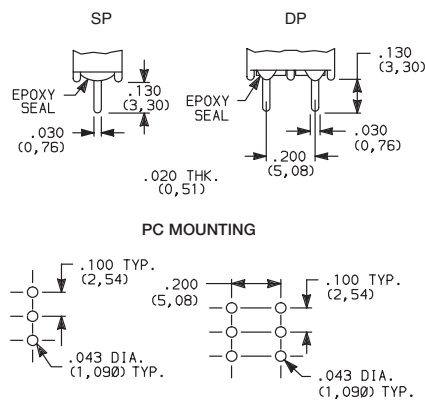 SP
DP
EPOXY
SEAL
.130
(3,30)
.030
(0,76)
EPOXY
SEAL
.130
(3,30)
.030
(0,76)
.200
(5,08)
.020 THK.
(0,51)
PC MOUNTING
.100 TYP.
(2,54)
.043 DIA.
(1,090) TYP.
.200
(5,08)
.100 TYP.
(2,54)
.043 DIA.
(1,090) TYP.